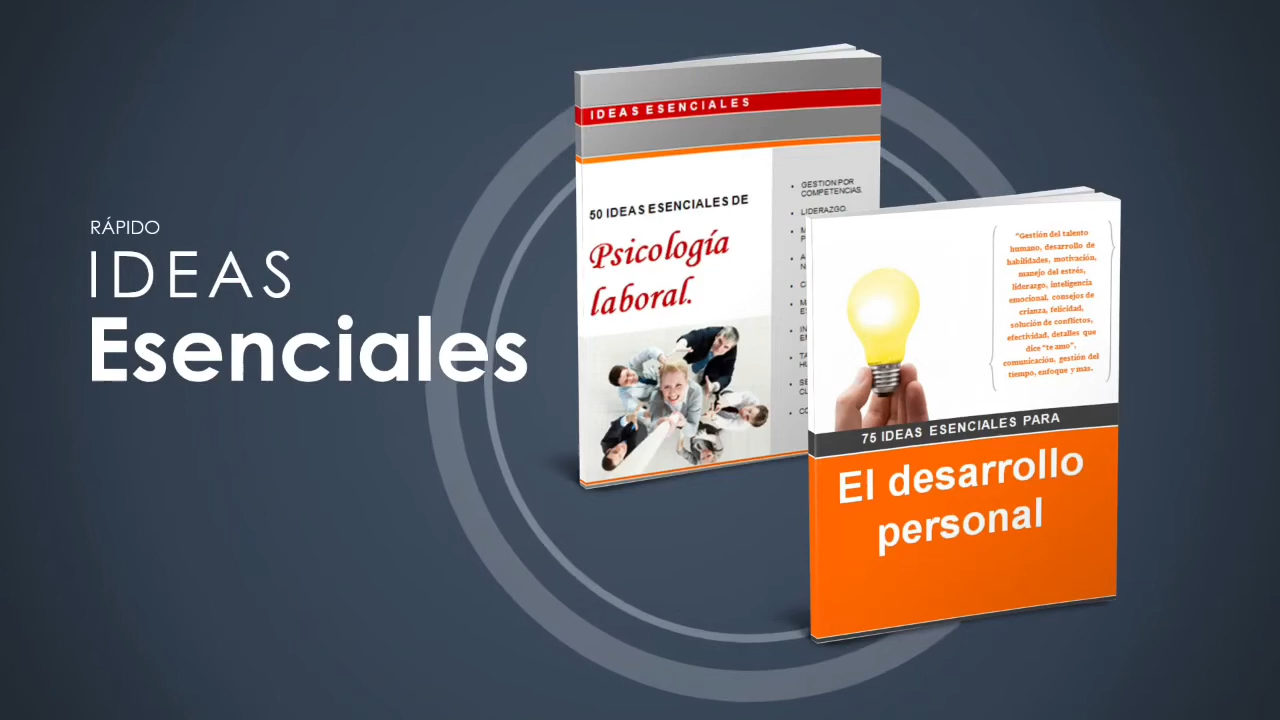 RÁPIDO
IDEAS
Esenciales
IDEAS ESENCIALES
50 IDEAS ESENCIALES DE
Psicología
laboral.
GESTION POR
COMPETENCIAS.
LIDERAZGO.
"Gestión del talento
humano, desarrollo de
habilidades, motivación,
manejo del estrés,
liderazgo, inteligencia
emocional, consejos de
crianza, felicidad,
solución de conflictos,
efectividad, detalles que
dice "te amo",
comunicación, gestión del
tiempo, enfoque y mas.
75 IDEAS ESENCIALES PARA
El desarrollo
personal